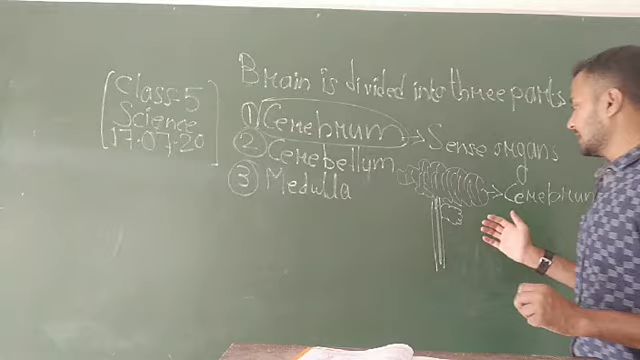 Class-5
Science
17.07.20
Brain is divided into three parts
① Cerebrum → Sense organs
② Cerebellym
③ Medulla
→ Cerebrum